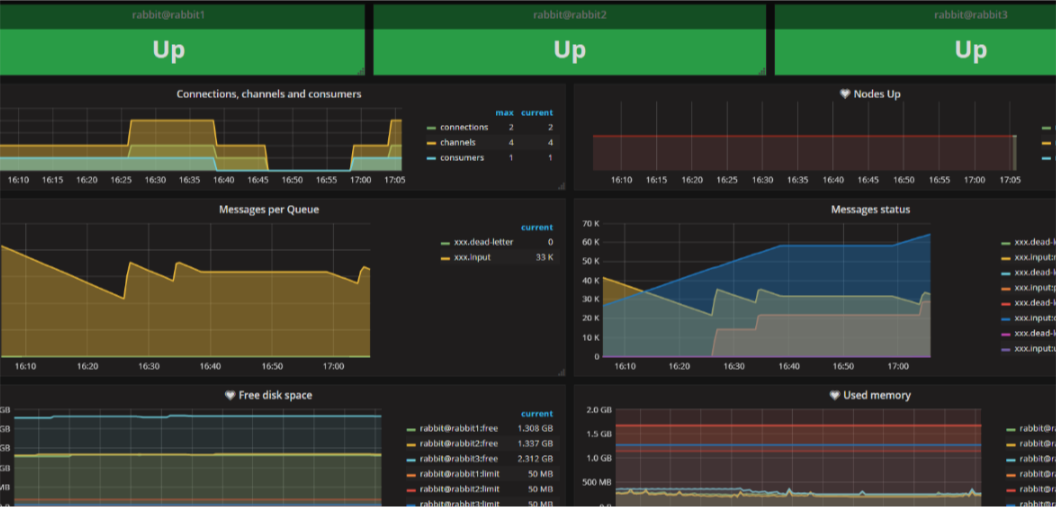 rabbit@rabbit1 rabbit@rabbit2 rabbit@rabbit3
Up Up Up
Connections, channels and consumers
max current
connections 2 2
channels 4 4
consumers 1 1
16:10 16:15 16:20 16:25 16:30 16:35 16:40 16:45 16:50 16:55 17:00 17:05
Nodes Up
16:10 16:15 16:20 16:25 16:30 16:35 16:40 16:45 16:50 16:55 17:00 17:05
Messages per Queue
current
xxx.dead-letter 0
xxx.input 33 K
16:10 16:20 16:30 16:40 16:50 17:00
Messages status
70 K
60 K
50 K
40 K
30 K
20 K
10 K
0
16:10 16:20 16:30 16:40 16:50 17:00
xxx.dead-l
xxx.input:
xxx.dead-l
xxx.input:
xxx.dead-l
xxx.input:
xxx.dead-l
xxx.input:
Free disk space
GB
GB
GB
MB
current
rabbit@rabbit1:free 1.308 GB
rabbit@rabbit2:free 1.337 GB
rabbit@rabbit3:free 2.312 GB
rabbit@rabbit1:limit 50 MB
rabbit@rabbit2:limit 50 MB
rabbit@rabbit3:limit 50 MB
Used memory
2.0 GB
1.5 GB
1.0 GB
500 MB
rabbit@r
rabbit@r
rabbit@r
rabbit@r
rabbit@r
rabbit@r